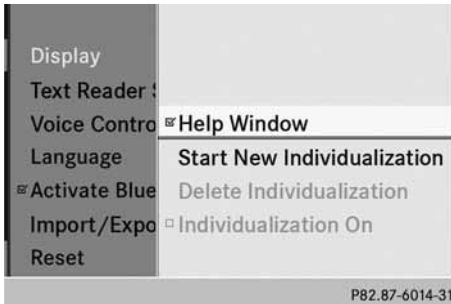 Display
Text Reader
Voice Contro
Language
Activate Blue
Import/Expo
Reset
Help Window
Start New Individualization
Delete Individualization
Individualization On
P82.87-6014-31